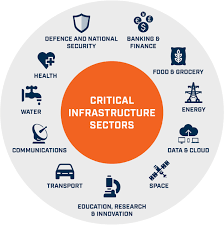 DEFENCE AND NATIONAL
SECURITY
BANKING &
FINANCE
HEALTH
FOOD & GROCERY
WATER
CRITICAL
INFRASTRUCTURE
SECTORS
ENERGY
COMMUNICATIONS
DATA & CLOUD
TRANSPORT
SPACE
EDUCATION, RESEARCH
& INNOVATION